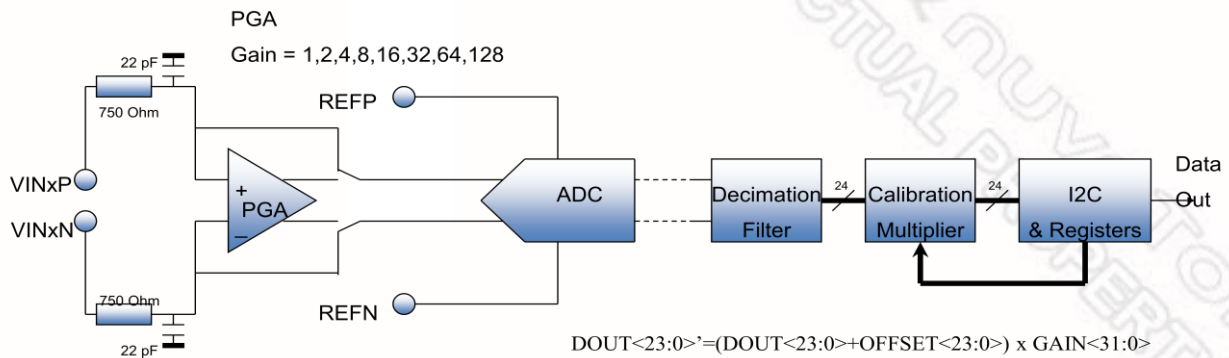 PGA
Gain = 1,2,4,8,16,32,64,128
22 pF
750 Ohm
REFP
VINxP
VINxN
+
PGA
–
ADC
Decimation
Filter
24
Calibration
Multiplier
24
I2C
& Registers
Data
Out
750 Ohm
22 pF
REFN
DOUT<23:0>'=(DOUT<23:0>+OFFSET<23:0>) x GAIN<31:0>